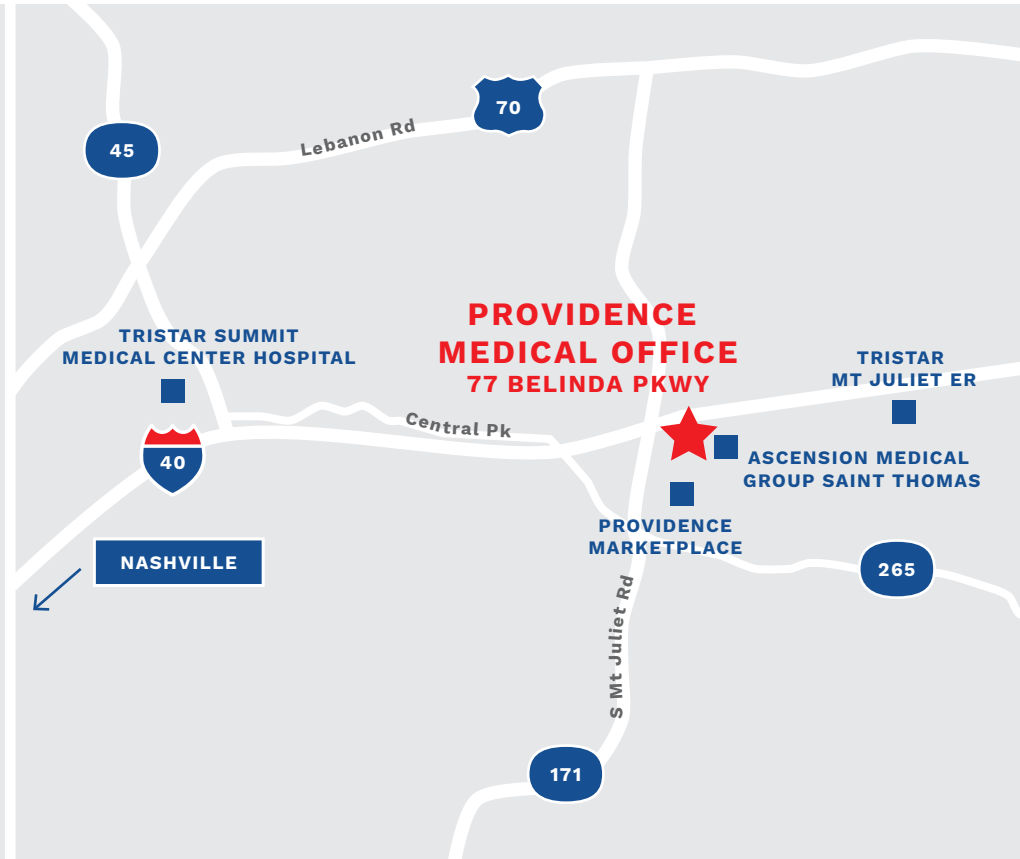 70
Lebanon Rd
45
PROVIDENCE
MEDICAL OFFICE
77 BELINDA PKWY
TRISTAR SUMMIT
MEDICAL CENTER HOSPITAL
TRISTAR
MT JULIET ER
Central Pk
40
ASCENSION MEDICAL
GROUP SAINT THOMAS
PROVIDENCE
MARKETPLACE
NASHVILLE
265
S Mt Juliet Rd
171